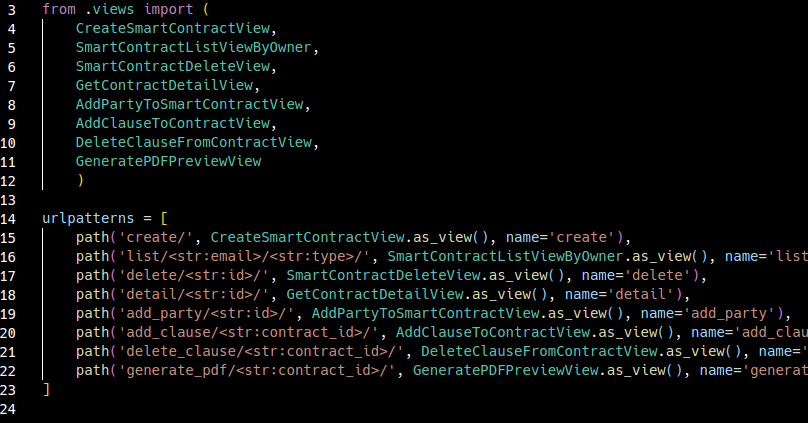 3 from .views import (
4 CreateSmartContractView,
5 SmartContractListViewByOwner,
6 SmartContractDeleteView,
7 GetContractDetailView,
8 AddPartyToSmartContractView,
9 AddClauseToContractView,
10 DeleteClauseFromContractView,
11 GeneratePDFPreviewView
12 )
13
14 urlpatterns = [
15 path('create/', CreateSmartContractView.as_view(), name='create'),
16 path('list/<str:email>/<str:type>/', SmartContractListViewByOwner.as_view(), name='list
17 path('delete/<str:id>/', SmartContractDeleteView.as_view(), name='delete'),
18 path('detail/<str:id>/', GetContractDetailView.as_view(), name='detail'),
19 path('add_party/<str:id>/', AddPartyToSmartContractView.as_view(), name='add_party'),
20 path('add_clause/<str:contract_id>/', AddClauseToContractView.as_view(), name='add_clau
21 path('delete_clause/<str:contract_id>/', DeleteClauseFromContractView.as_view(), name='
22 path('generate_pdf/<str:contract_id>/', GeneratePDFPreviewView.as_view(), name='generat
23 ]
24